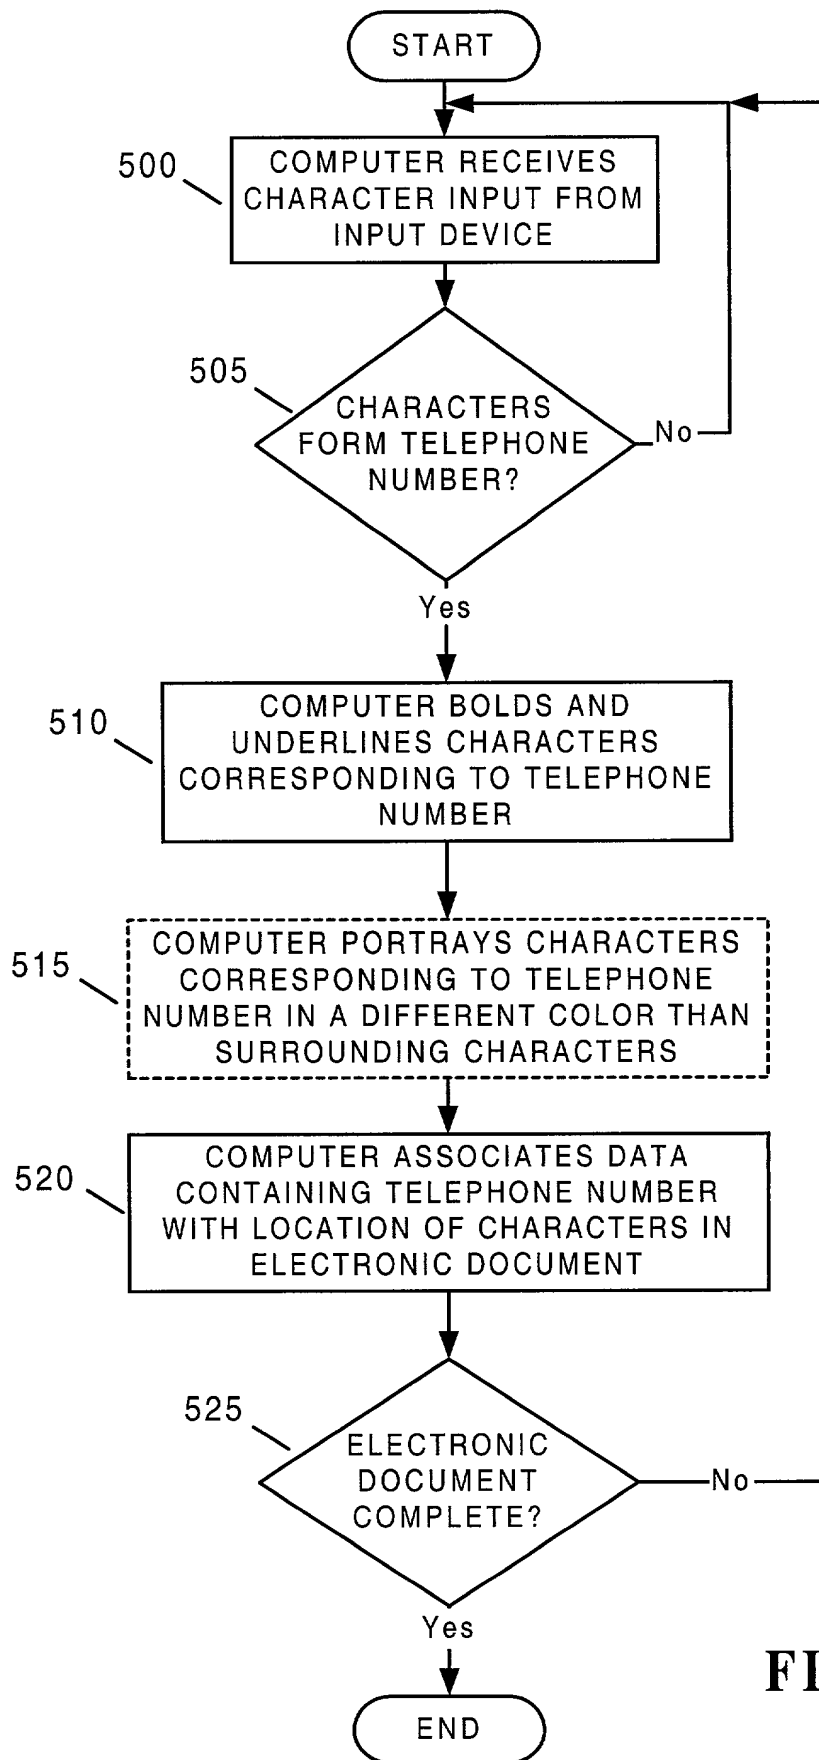 START
500
COMPUTER RECEIVES
CHARACTER INPUT FROM
INPUT DEVICE
505
CHARACTERS
FORM TELEPHONE
NUMBER?
No
Yes
510
COMPUTER BOLDS AND
UNDERLINES CHARACTERS
CORRESPONDING TO TELEPHONE
NUMBER
515
COMPUTER PORTRAYS CHARACTERS
CORRESPONDING TO TELEPHONE
NUMBER IN A DIFFERENT COLOR THAN
SURROUNDING CHARACTERS
520
COMPUTER ASSOCIATES DATA
CONTAINING TELEPHONE NUMBER
WITH LOCATION OF CHARACTERS IN
ELECTRONIC DOCUMENT
525
ELECTRONIC
DOCUMENT
COMPLETE?
No
Yes
END